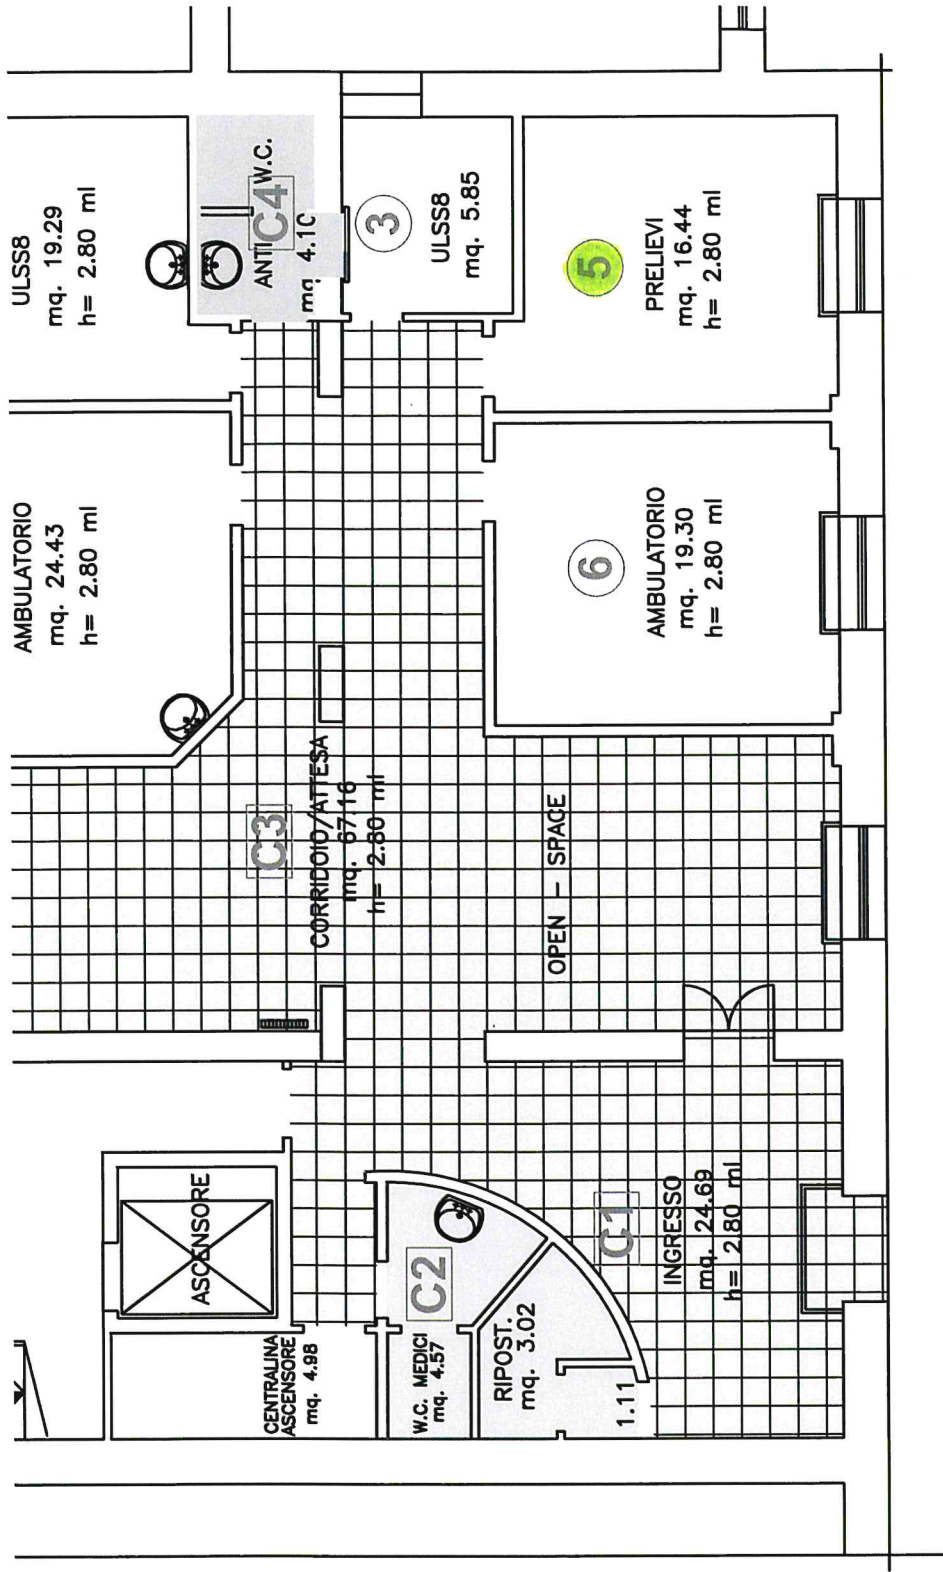 ULSS8
mq. 19.29
h= 2.80 ml
ANTI W.C.
C4
mq 4.10
3
ULSS8
mq. 5.85
5
PRELIEVI
mq. 16.44
h= 2.80 ml
AMBULATORIO
mq. 24.43
h= 2.80 ml
6
AMBULATORIO
mq. 19.30
h= 2.80 ml
C3
CORRIDOIO/ATTESA
mq. 67.16
h= 2.80 ml
OPEN - SPACE
ASCENSORE
C2
C1
INGRESSO
mq. 24.69
h= 2.80 ml
CENTRALINA
ASCENSORE
mq. 4.98
W.C. MEDICI
mq. 4.57
RIPOST.
mq. 3.02
1.11